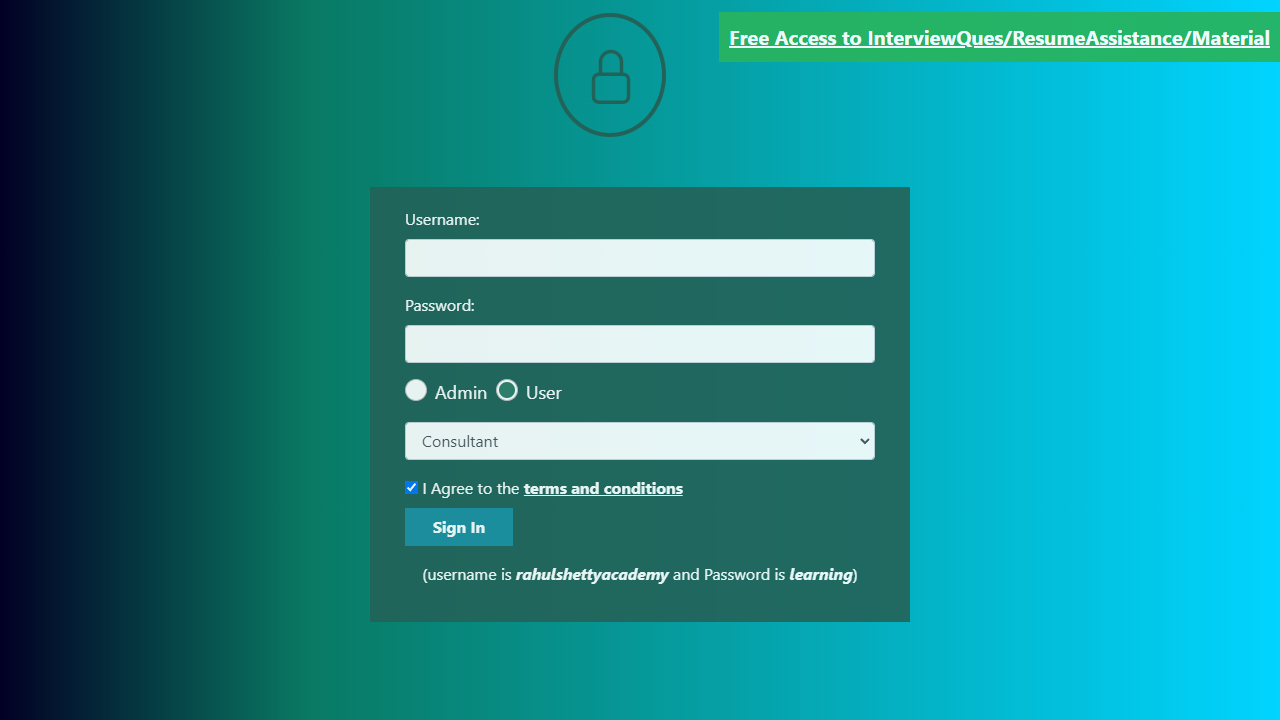 Free Access to InterviewQues/ResumeAssistance/Material
Username:
Password:
Admin User
Consultant
I Agree to the terms and conditions
Sign In
(username is rahulshettyacademy and Password is learning)